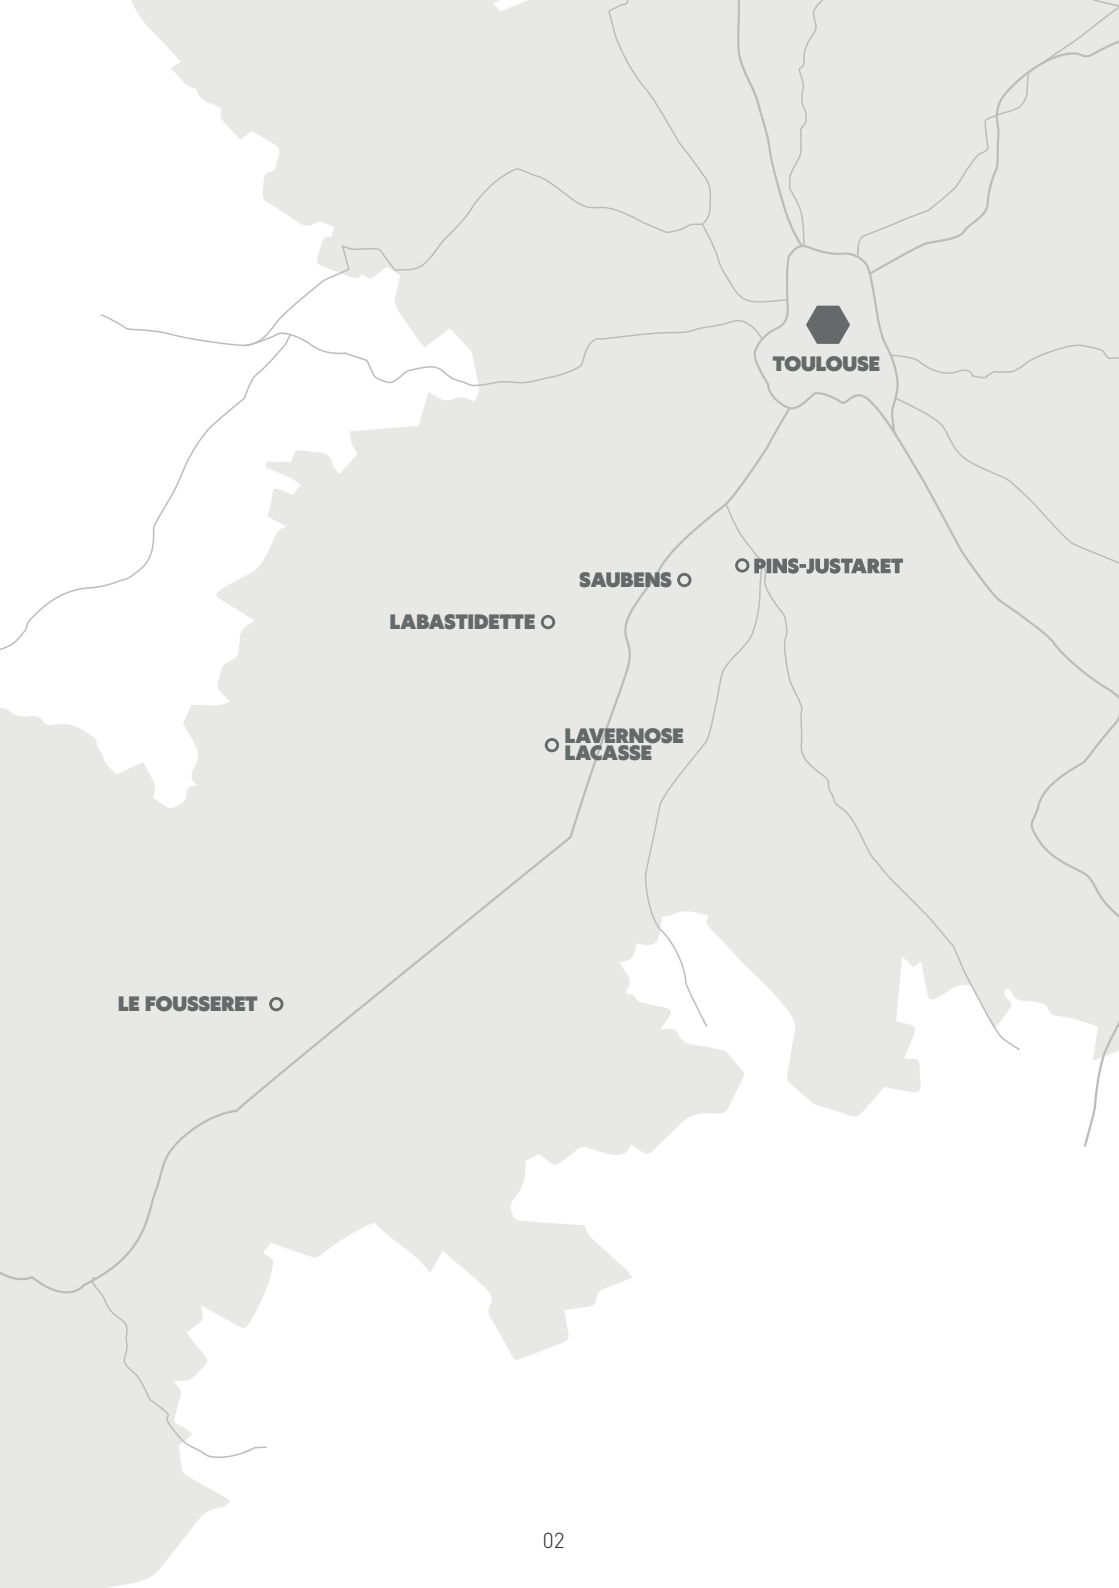 TOULOUSE
PINS-JUSTARET
SAUBENS
LABASTIDETTE
LAVERNOSE
LACASSE
LE FOUSSERET
02